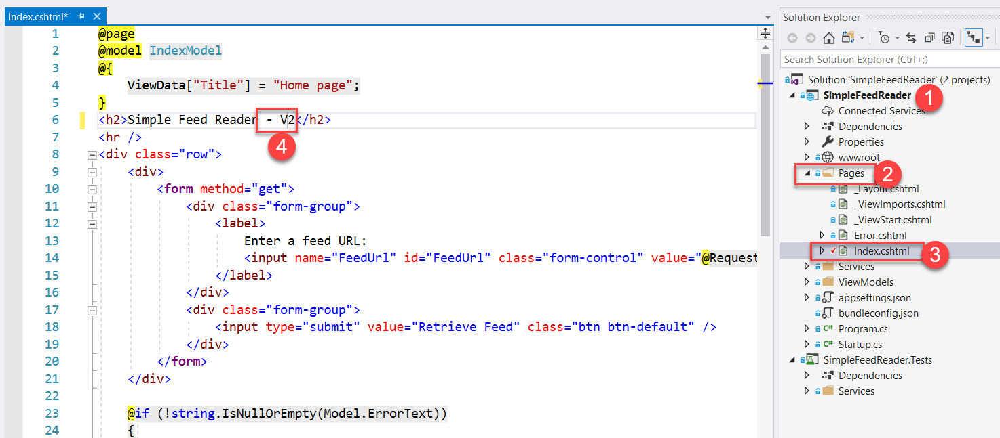 Index.cshtml*
1 @page
2 @model IndexModel
3 @{
4 ViewData["Title"] = "Home page";
5 }
6 <h2>Simple Feed Reader - V2</h2>
7 <hr />
8 <div class="row">
9 <div>
10 <form method="get">
11 <div class="form-group">
12 <label>
13 Enter a feed URL:
14 <input name="FeedUrl" id="FeedUrl" class="form-control" value="@Request
15 </label>
16 </div>
17 <div class="form-group">
18 <input type="submit" value="Retrieve Feed" class="btn btn-default" />
19 </div>
20 </form>
21 </div>
22
23 @if (!string.IsNullOrEmpty(Model.ErrorText))
24 {
4
Solution Explorer
Search Solution Explorer (Ctrl+;)
Solution 'SimpleFeedReader' (2 projects)
SimpleFeedReader 1
Connected Services
Dependencies
Properties
wwwroot
Pages 2
_Layout.cshtml
_ViewImports.cshtml
_ViewStart.cshtml
Error.cshtml
Index.cshtml 3
Services
ViewModels
appsettings.json
bundleconfig.json
C# Program.cs
C# Startup.cs
SimpleFeedReader.Tests
Dependencies
Services